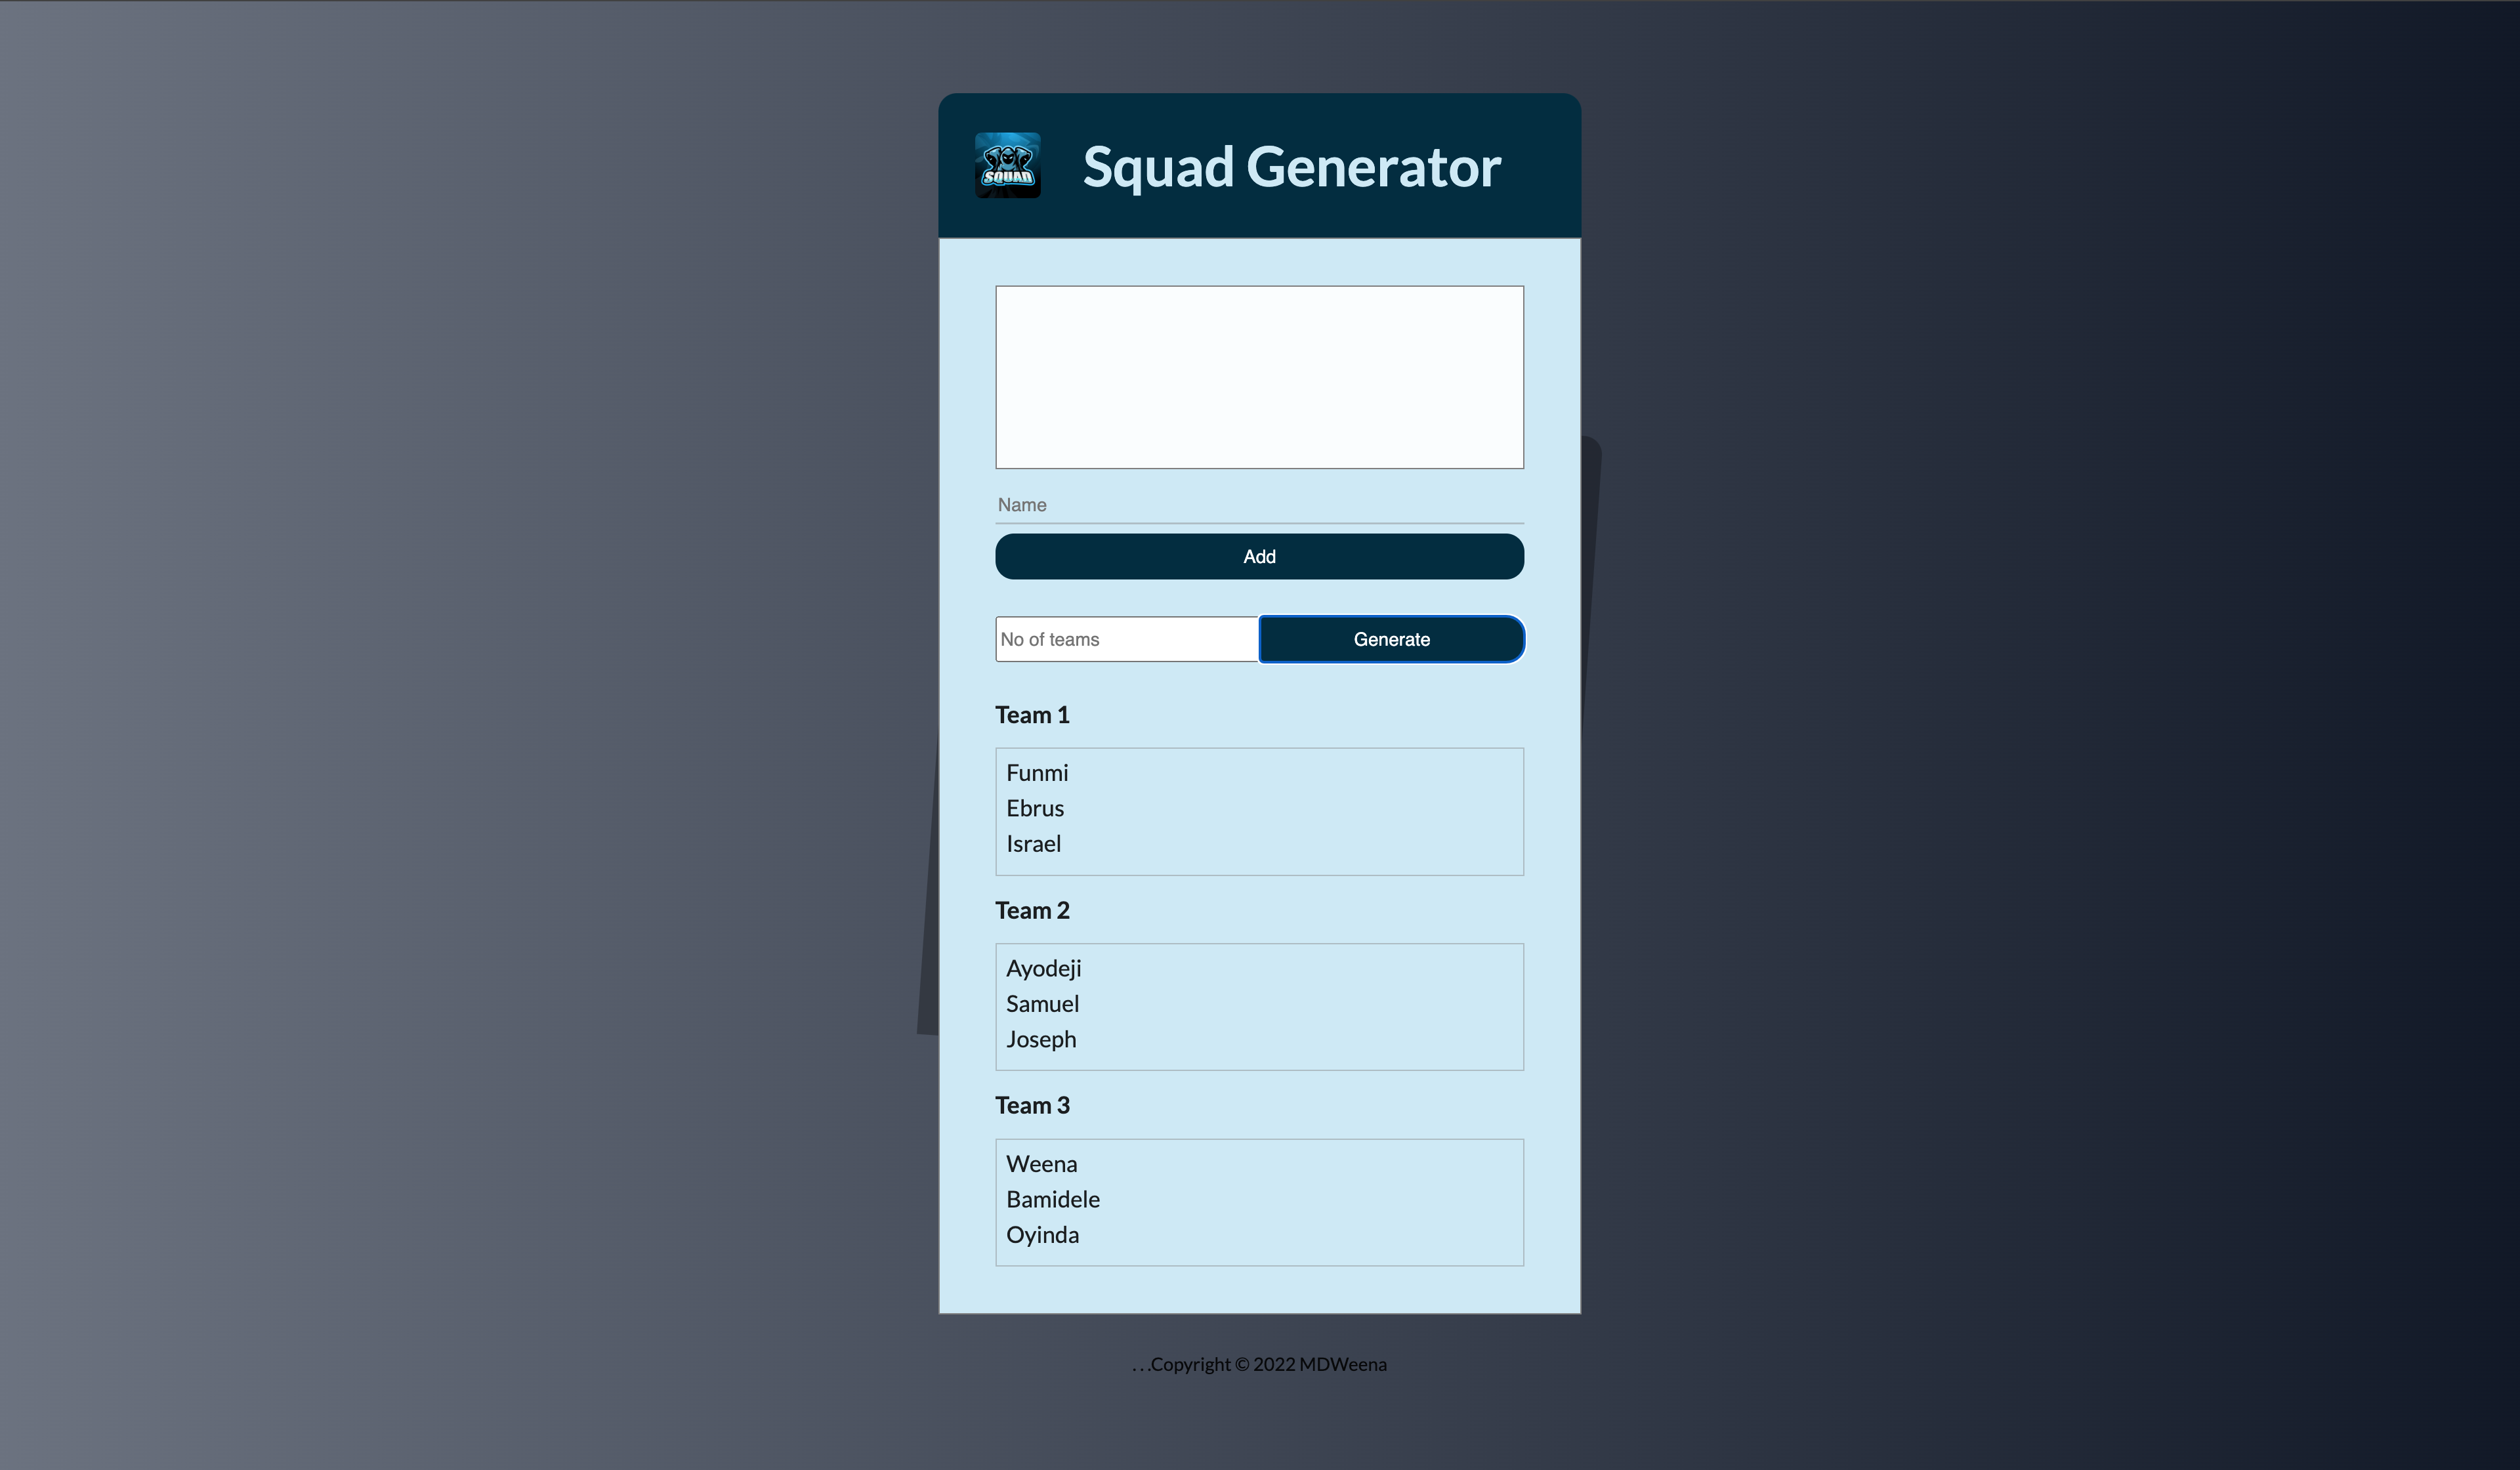 SQUAD
Squad Generator
Name
Add
No of teams
Generate
Team 1
Funmi
Ebrus
Israel
Team 2
Ayodeji
Samuel
Joseph
Team 3
Weena
Bamidele
Oyinda
...Copyright © 2022 MDWeena